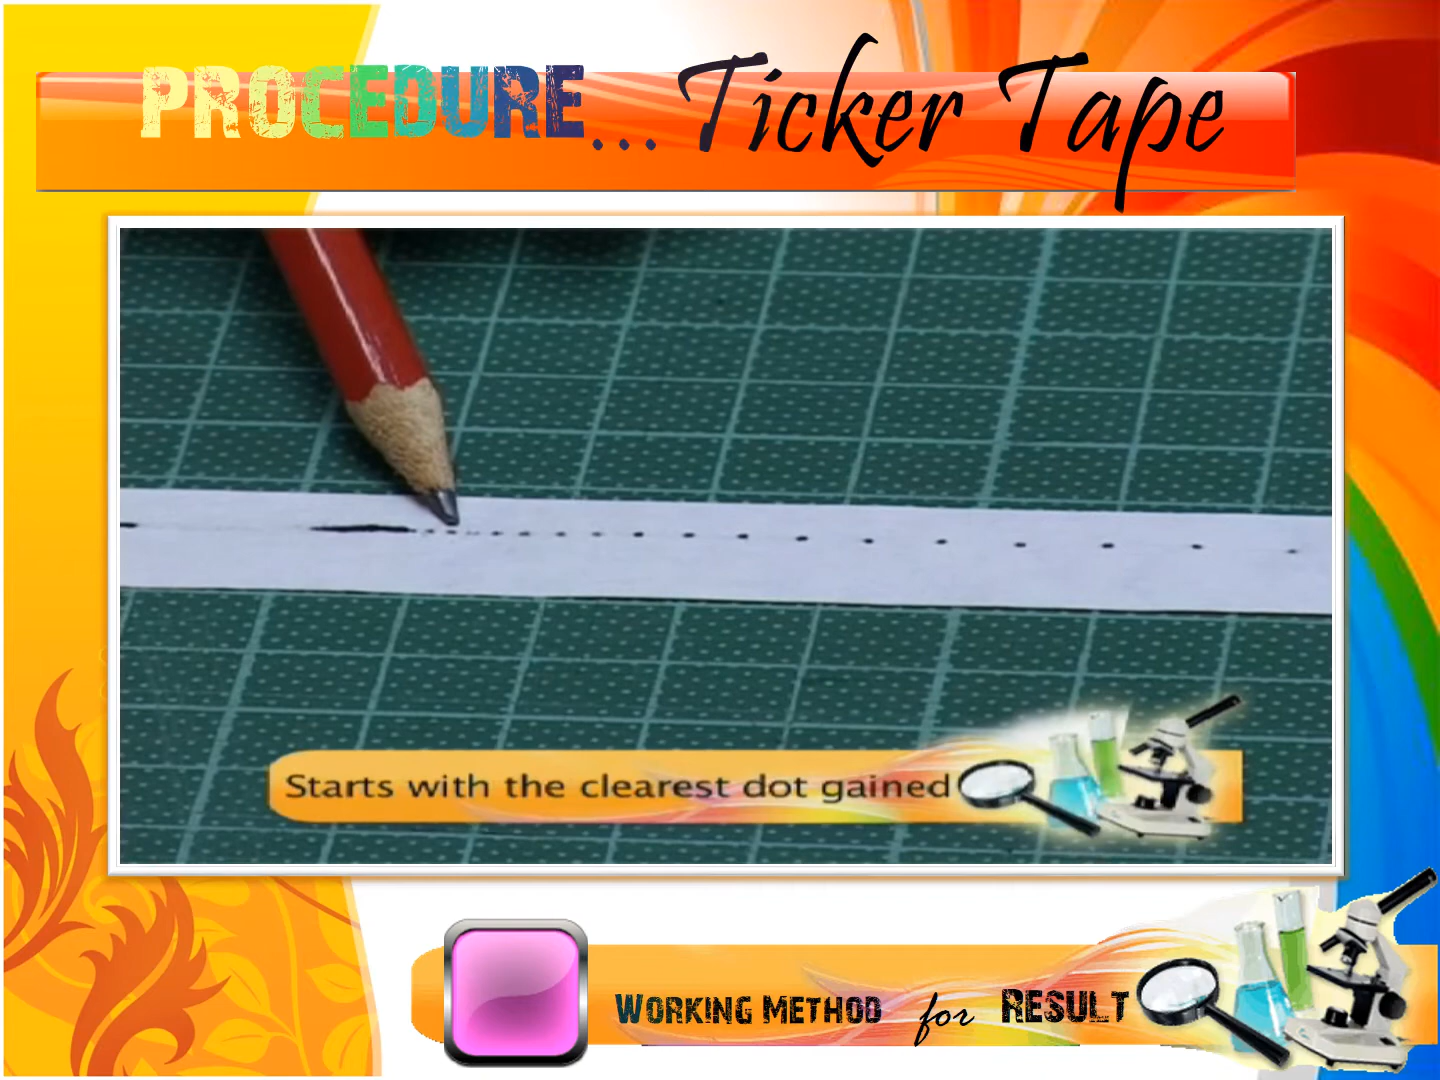 PROCEDURE... Ticker Tape
Starts with the clearest dot gained
WORKING METHOD for RESULT